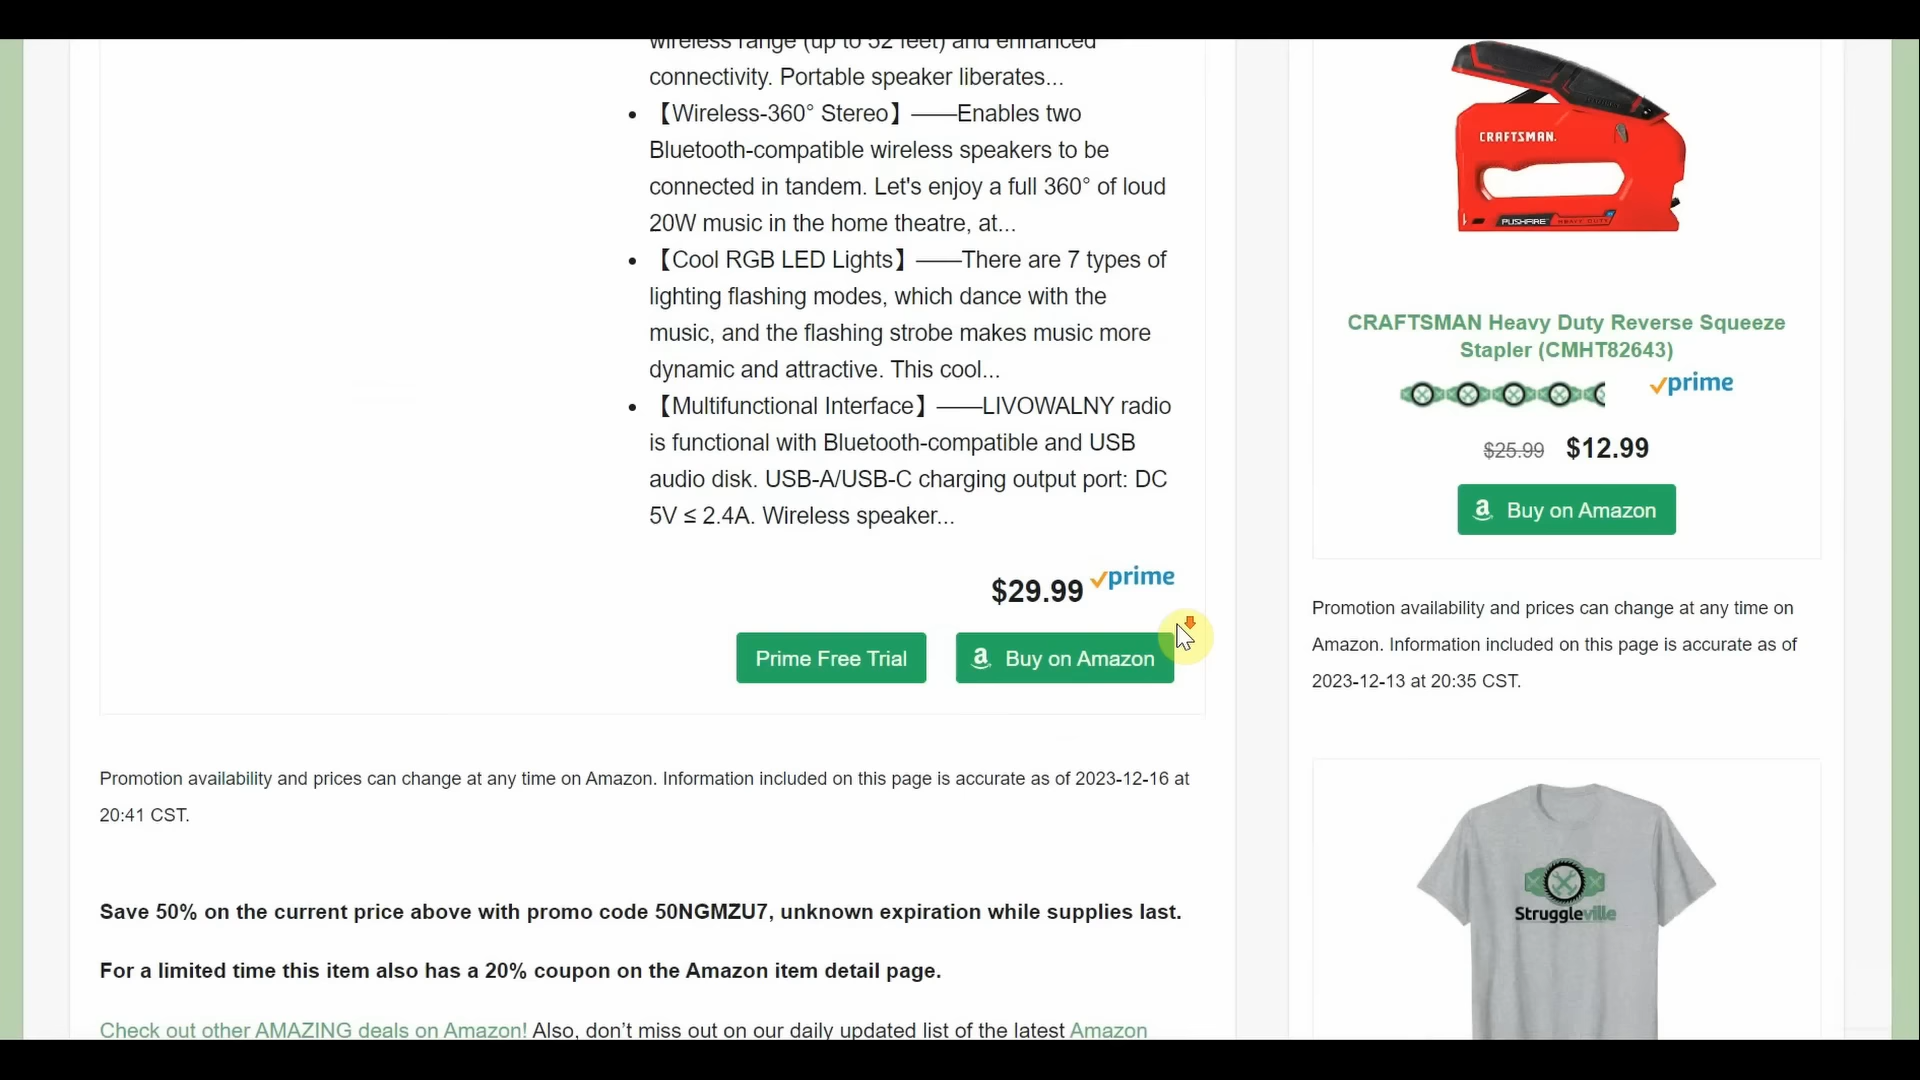 wireless range (up to 52 feet) and enhanced
connectivity. Portable speaker liberates...
• 【Wireless-360° Stereo】——Enables two
Bluetooth-compatible wireless speakers to be
connected in tandem. Let's enjoy a full 360° of loud
20W music in the home theatre, at...
• 【Cool RGB LED Lights】——There are 7 types of
lighting flashing modes, which dance with the
music, and the flashing strobe makes music more
dynamic and attractive. This cool...
• 【Multifunctional Interface】——LIVOWALNY radio
is functional with Bluetooth-compatible and USB
audio disk. USB-A/USB-C charging output port: DC
5V ≤ 2.4A. Wireless speaker...
$29.99 prime
Prime Free Trial
Buy on Amazon
Promotion availability and prices can change at any time on Amazon. Information included on this page is accurate as of 2023-12-16 at
20:41 CST.
Save 50% on the current price above with promo code 50NGMZU7, unknown expiration while supplies last.
For a limited time this item also has a 20% coupon on the Amazon item detail page.
Check out other AMAZING deals on Amazon! Also, don’t miss out on our daily updated list of the latest Amazon
CRAFTSMAN.
PUSHFIRE HEAVY DUTY
CRAFTSMAN Heavy Duty Reverse Squeeze
Stapler (CMHT82643)
prime
$25.99 $12.99
Buy on Amazon
Promotion availability and prices can change at any time on
Amazon. Information included on this page is accurate as of
2023-12-13 at 20:35 CST.
Struggleville